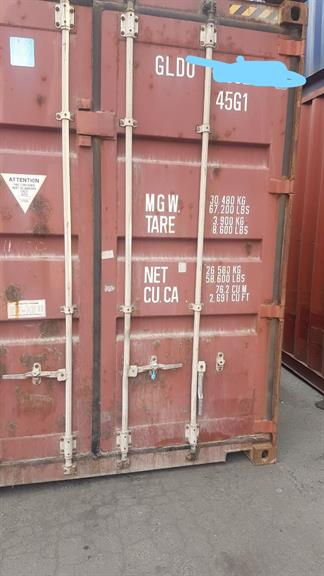 GLDU
45G1
ATTENTION
M.G.W. 30.480 KG
67.200 LBS
TARE 3.900 KG
8.600 LBS
NET 26.580 KG
58.600 LBS
CU.CA 76.2 CU.M
2.691 CU.FT